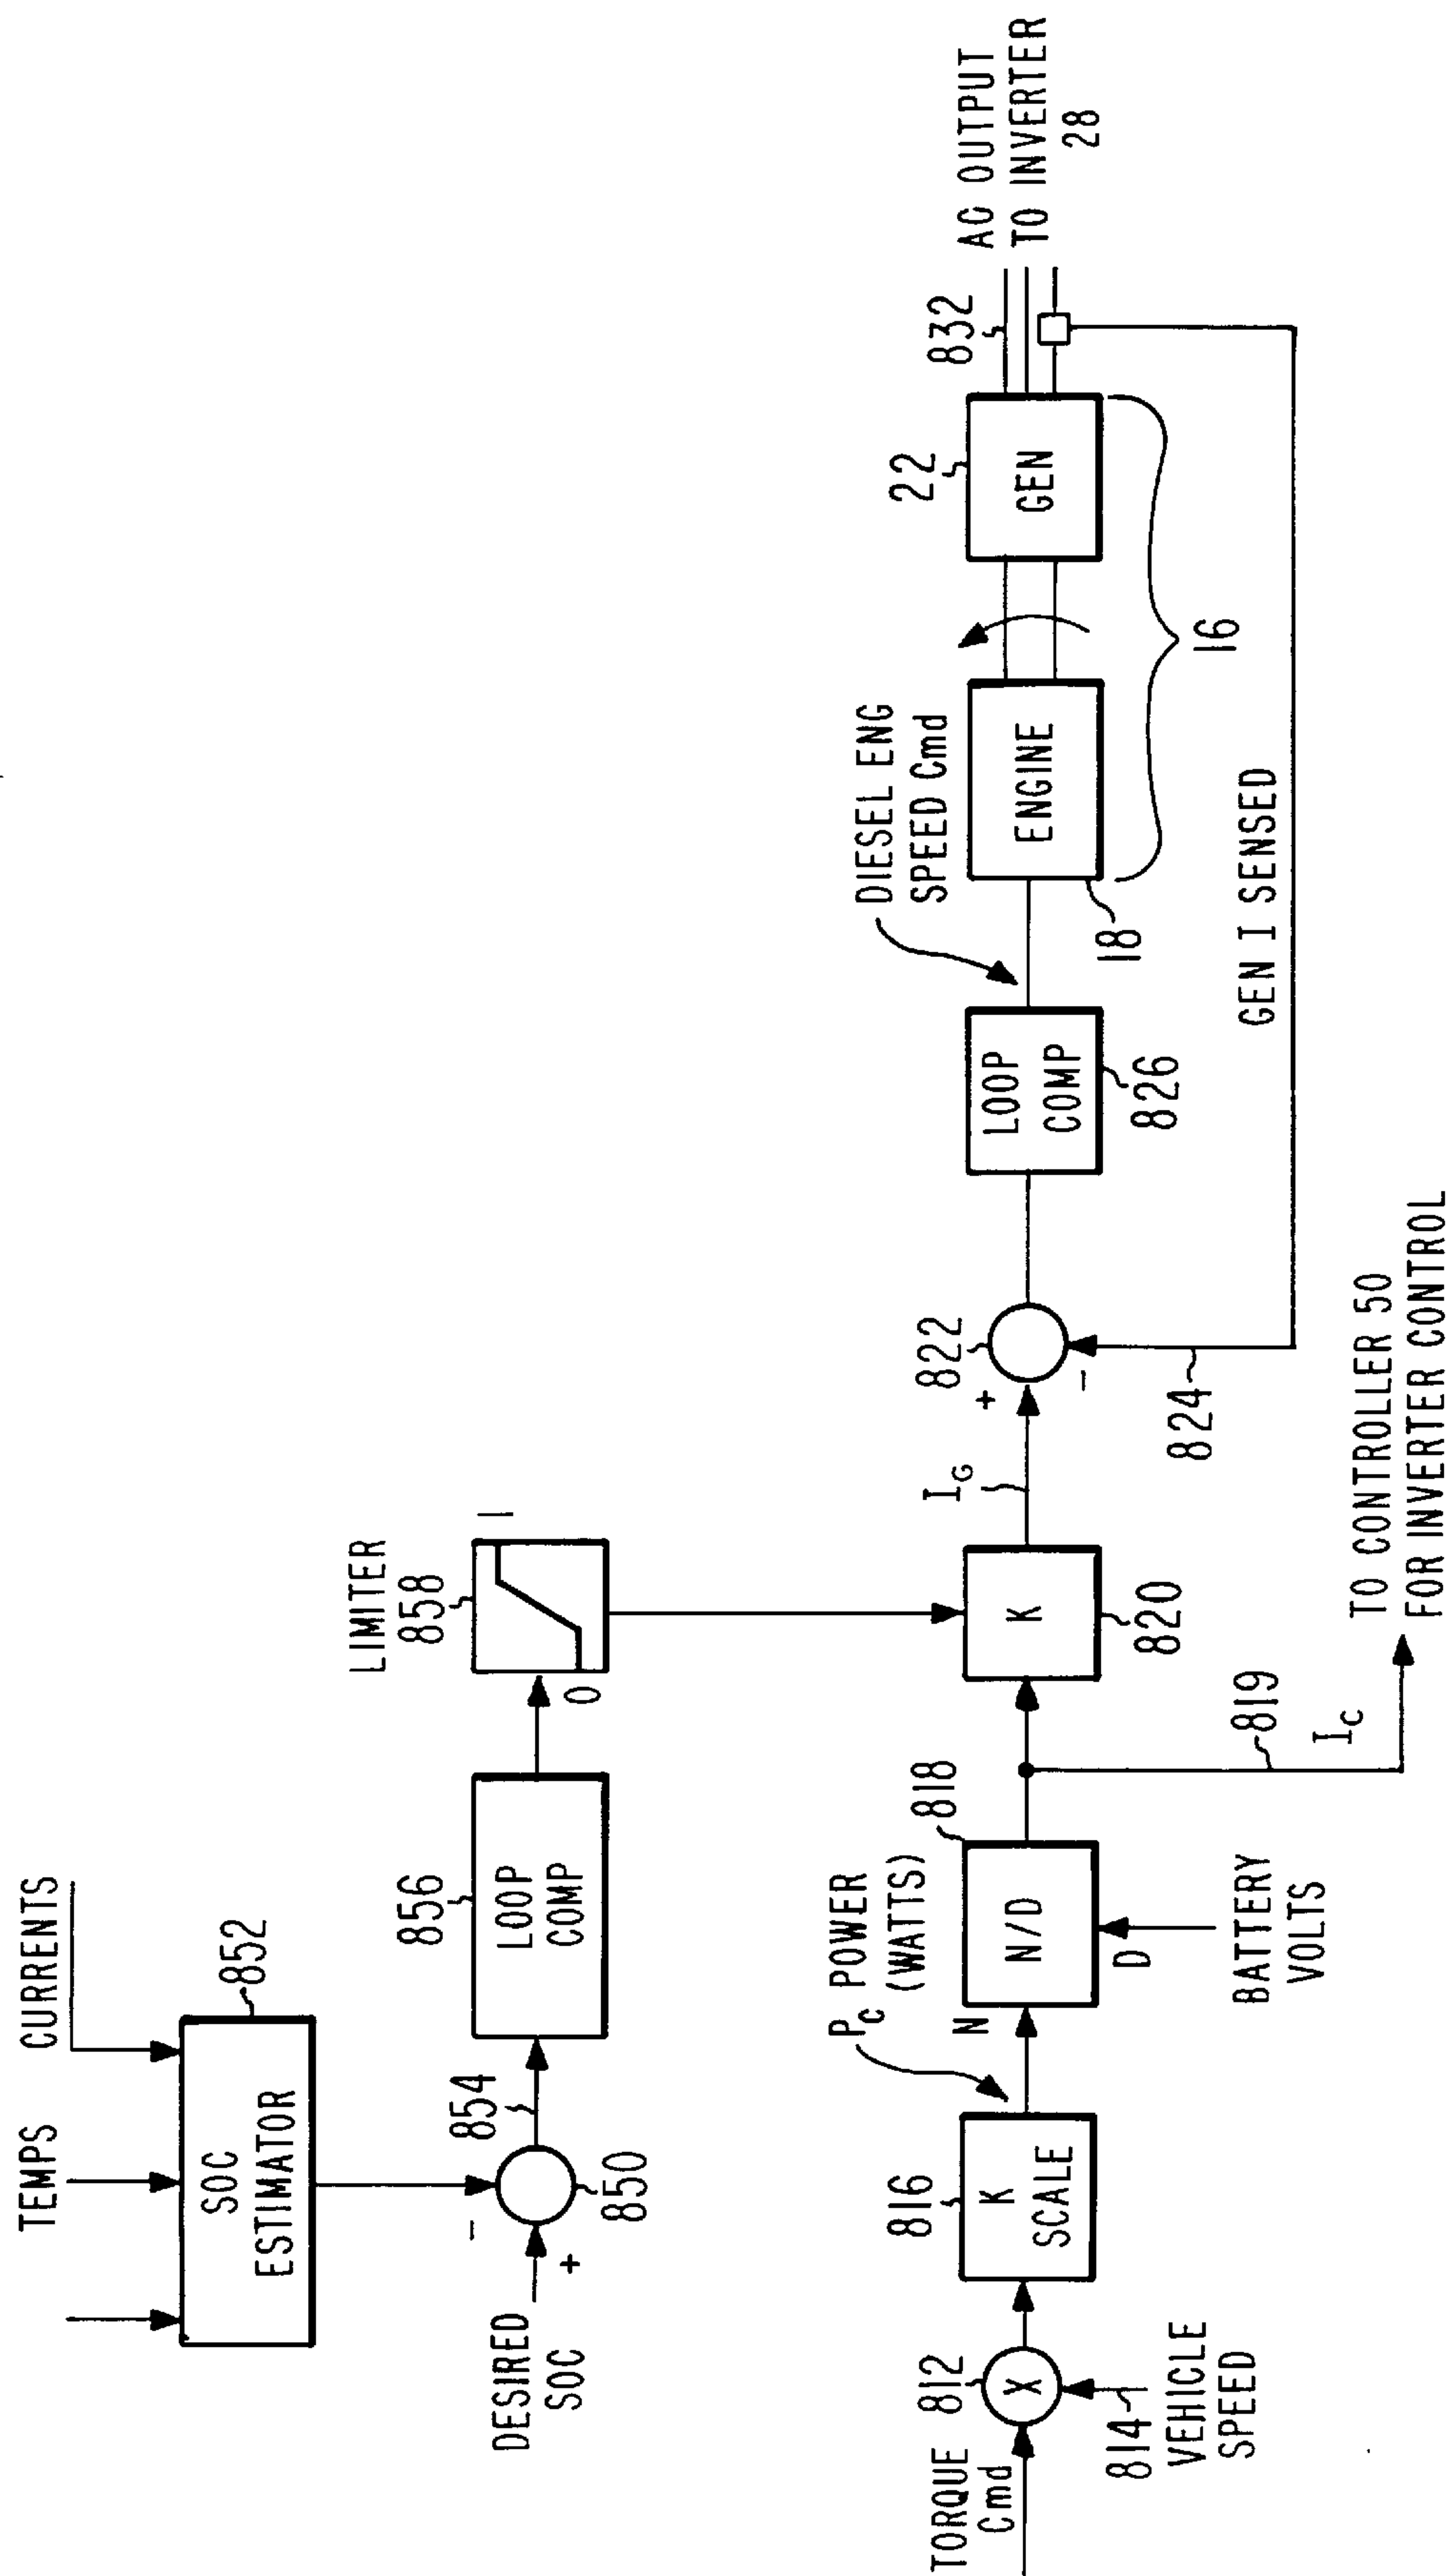 TEMPS
CURRENTS
SOC
ESTIMATOR
852
DESIRED
SOC
+
-
850
854
856
LOOP
COMP
LIMITER
858
0
1
TORQUE
Cmd
812
X
814
VEHICLE
SPEED
816
K
SCALE
PC POWER
(WATTS)
N
818
N/D
D
BATTERY
VOLTS
819
IC
TO CONTROLLER 50
FOR INVERTER CONTROL
K
820
IG
822
+
-
824
LOOP
COMP
826
DIESEL ENG
SPEED Cmd
ENGINE
18
16
GEN I SENSED
22
GEN
832
AC OUTPUT
TO INVERTER
28